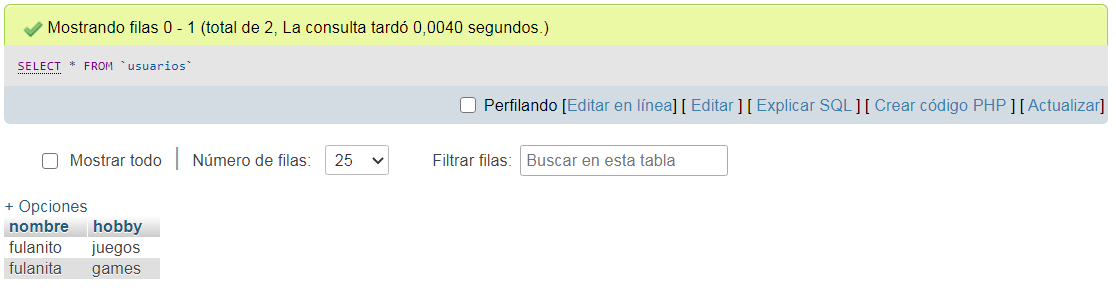 Mostrando filas 0 - 1 (total de 2, La consulta tardó 0,0040 segundos.)
SELECT * FROM `usuarios`
Perfilando [Editar en línea] [ Editar ] [ Explicar SQL ] [ Crear código PHP ] [ Actualizar]
Mostrar todo | Número de filas: 25 Filtrar filas: Buscar en esta tabla
+ Opciones
nombre hobby
fulanito juegos
fulanita games